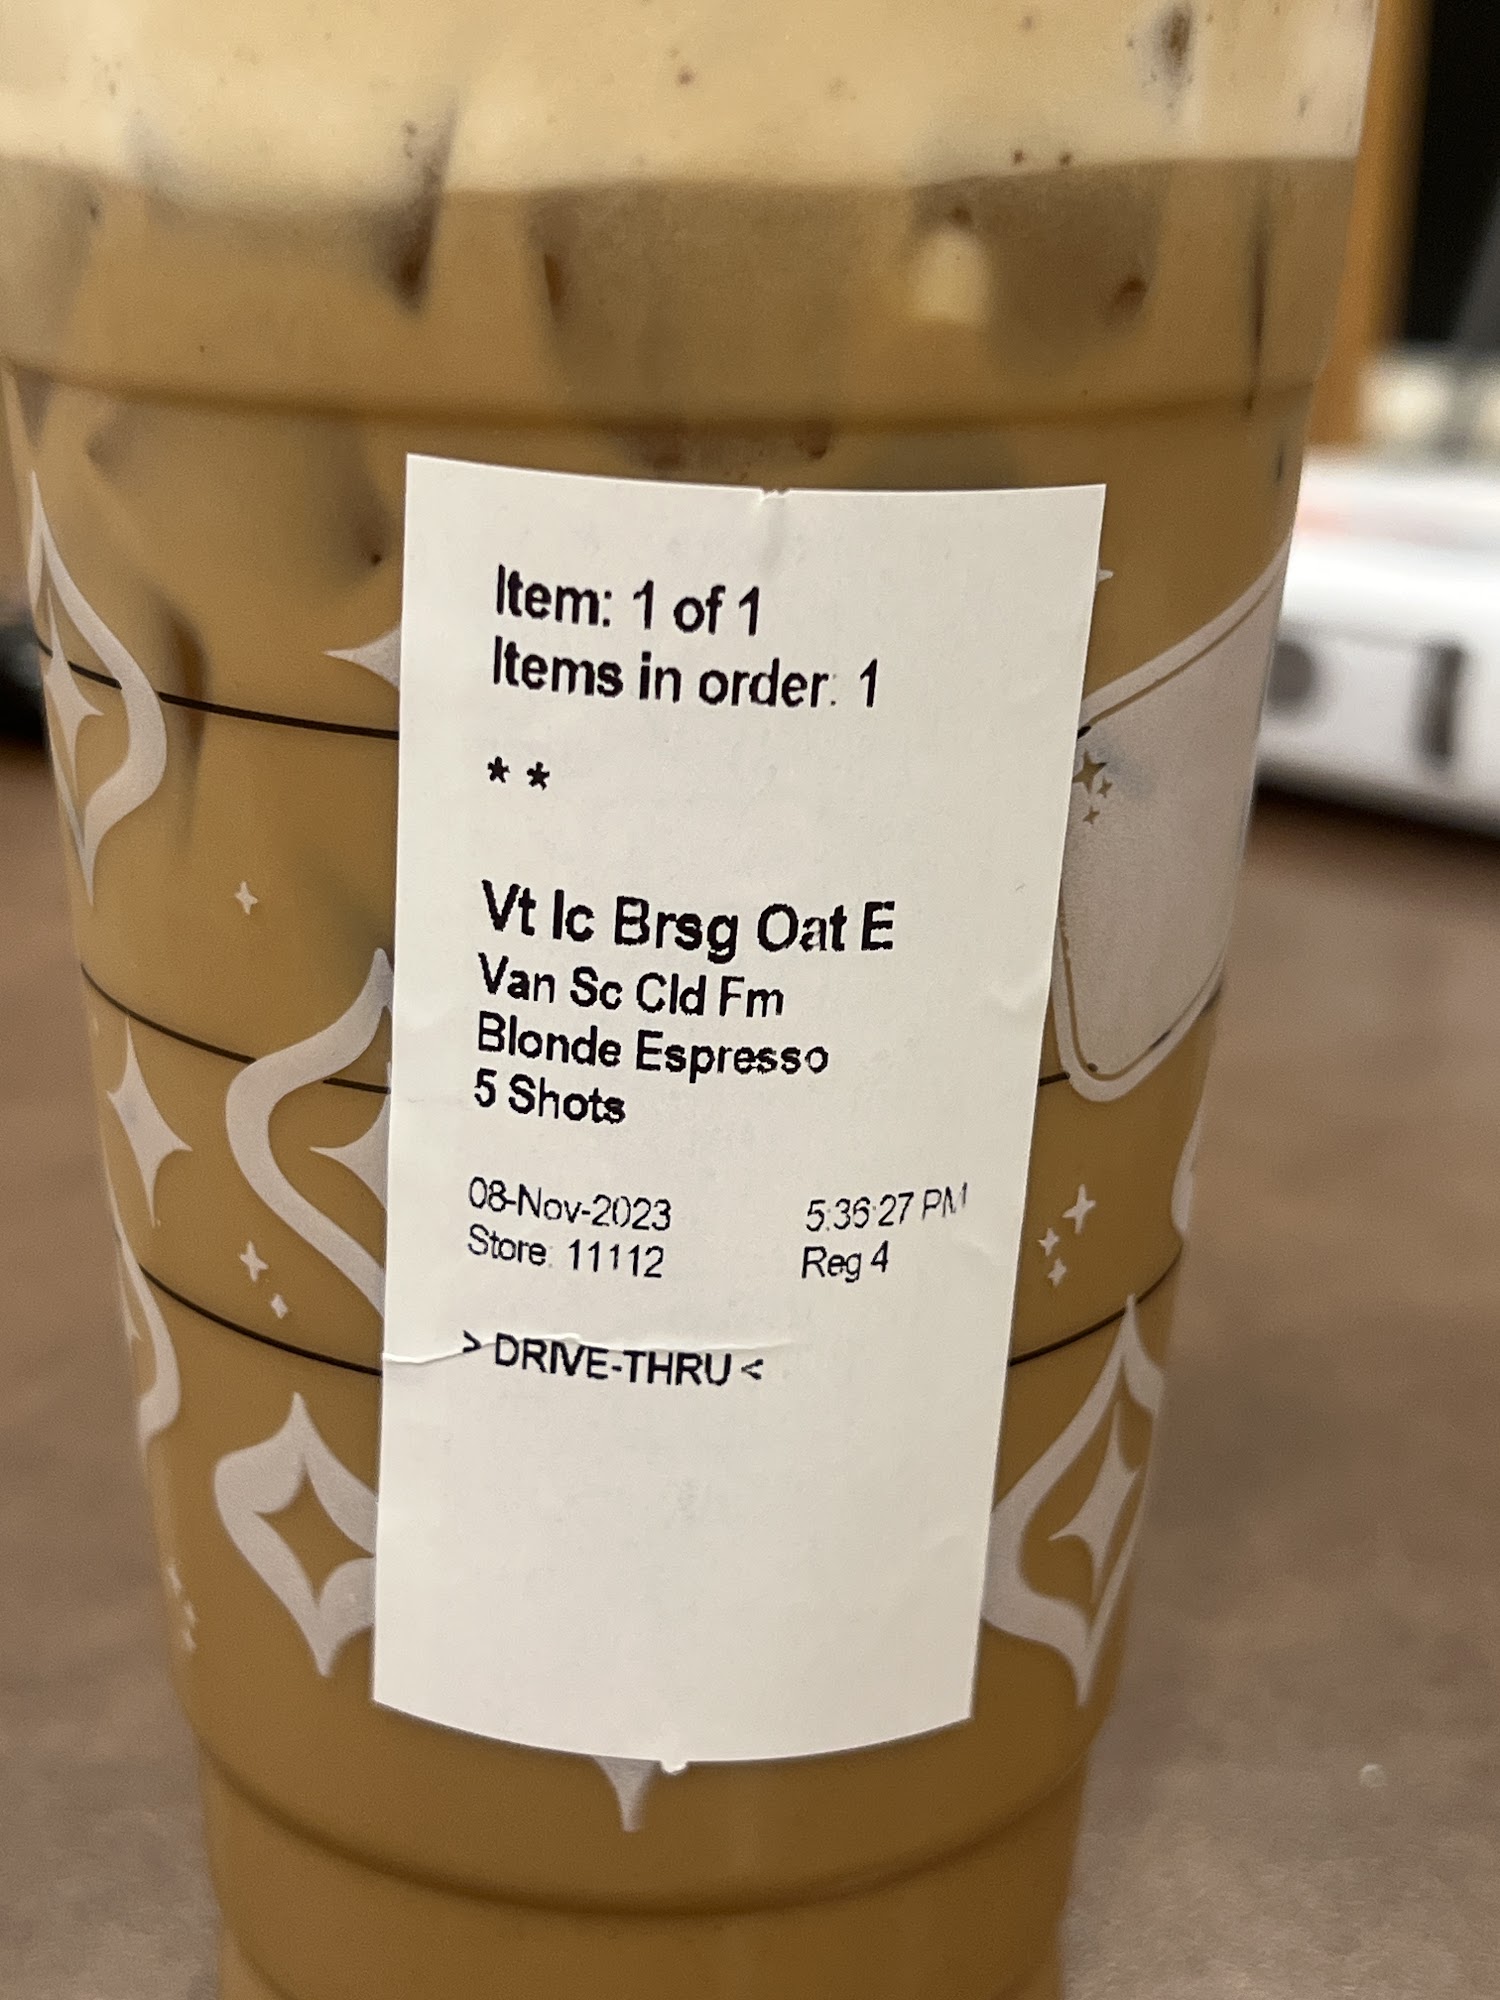 Item: 1 of 1
Items in order: 1
* *
Vt Ic Brsg Oat E
Van Sc Cld Fm
Blonde Espresso
5 Shots
08-Nov-2023 5:36:27 PM
Store: 11112 Reg 4
> DRIVE-THRU <